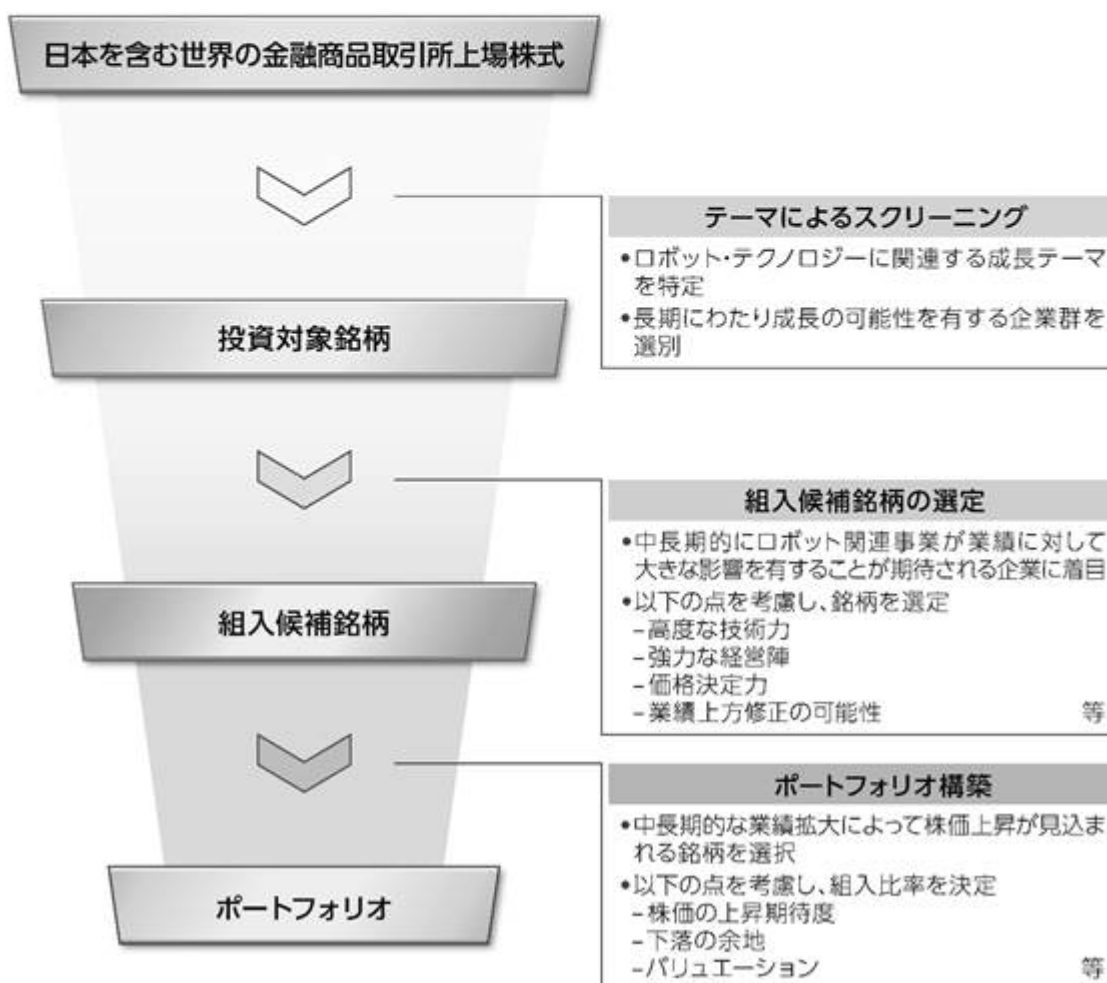 日本を含む世界の金融商品取引所上場株式
テーマによるスクリーニング
•ロボット・テクノロジーに関連する成長テーマ
を特定
•長期にわたり成長の可能性を有する企業群を
選別
投資対象銘柄
組入候補銘柄の選定
•中長期的にロボット関連事業が業績に対して
大きな影響を有することが期待される企業に着目
•以下の点を考慮し、銘柄を選定
–高度な技術力
–強力な経営陣
–価格決定力
–業績上方修正の可能性 等
組入候補銘柄
ポートフォリオ構築
•中長期的な業績拡大によって株価上昇が見込ま
れる銘柄を選択
•以下の点を考慮し、組入比率を決定
–株価の上昇期待度
–下落の余地
–バリュエーション 等
ポートフォリオ